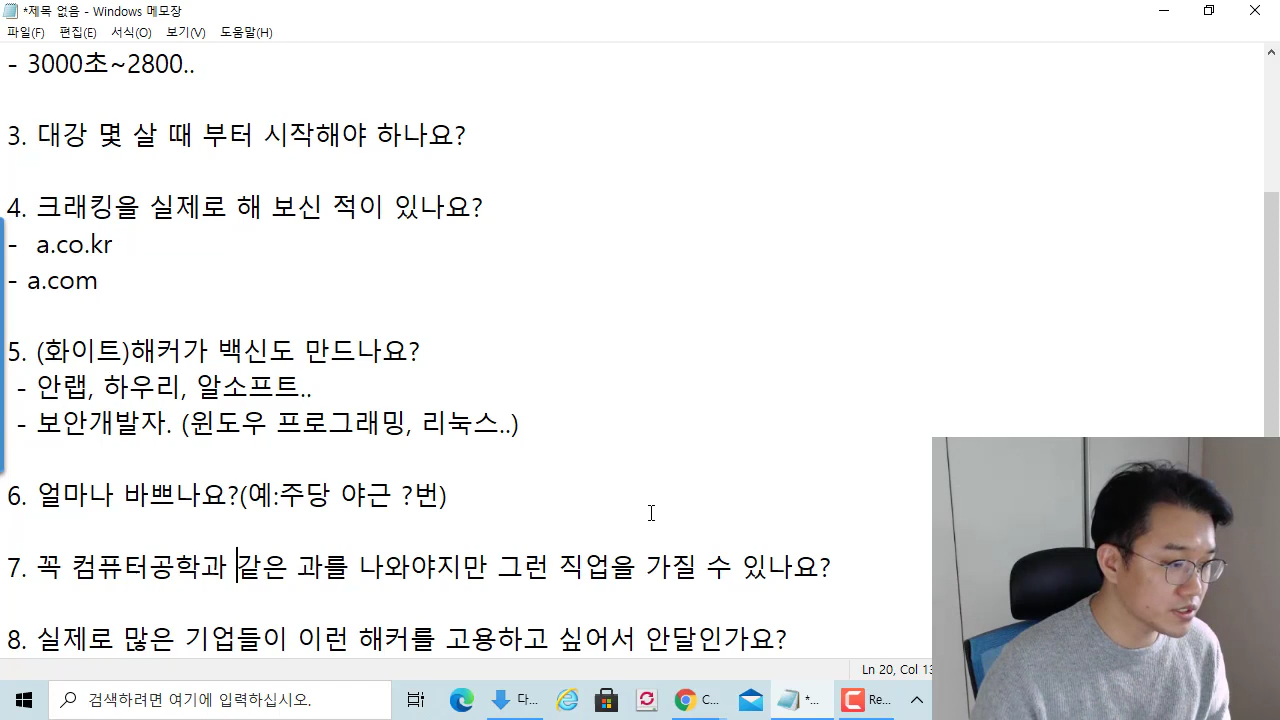 *제목 없음 - Windows 메모장
파일(F) 편집(E) 서식(O) 보기(V) 도움말(H)
- 3000초~2800..
3. 대강 몇 살 때 부터 시작해야 하나요?
4. 크래킹을 실제로 해 보신 적이 있나요?
- a.co.kr
- a.com
5. (화이트)해커가 백신도 만드나요?
- 안랩, 하우리, 알소프트..
- 보안개발자. (윈도우 프로그래밍, 리눅스..)
6. 얼마나 바쁘나요?(예:주당 야근 ?번)
7. 꼭 컴퓨터공학과 같은 과를 나와야지만 그런 직업을 가질 수 있나요?
8. 실제로 많은 기업들이 이런 해커를 고용하고 싶어서 안달인가요?
Ln 20, Col 13
검색하려면 여기에 입력하십시오.
다... C... *... Re...